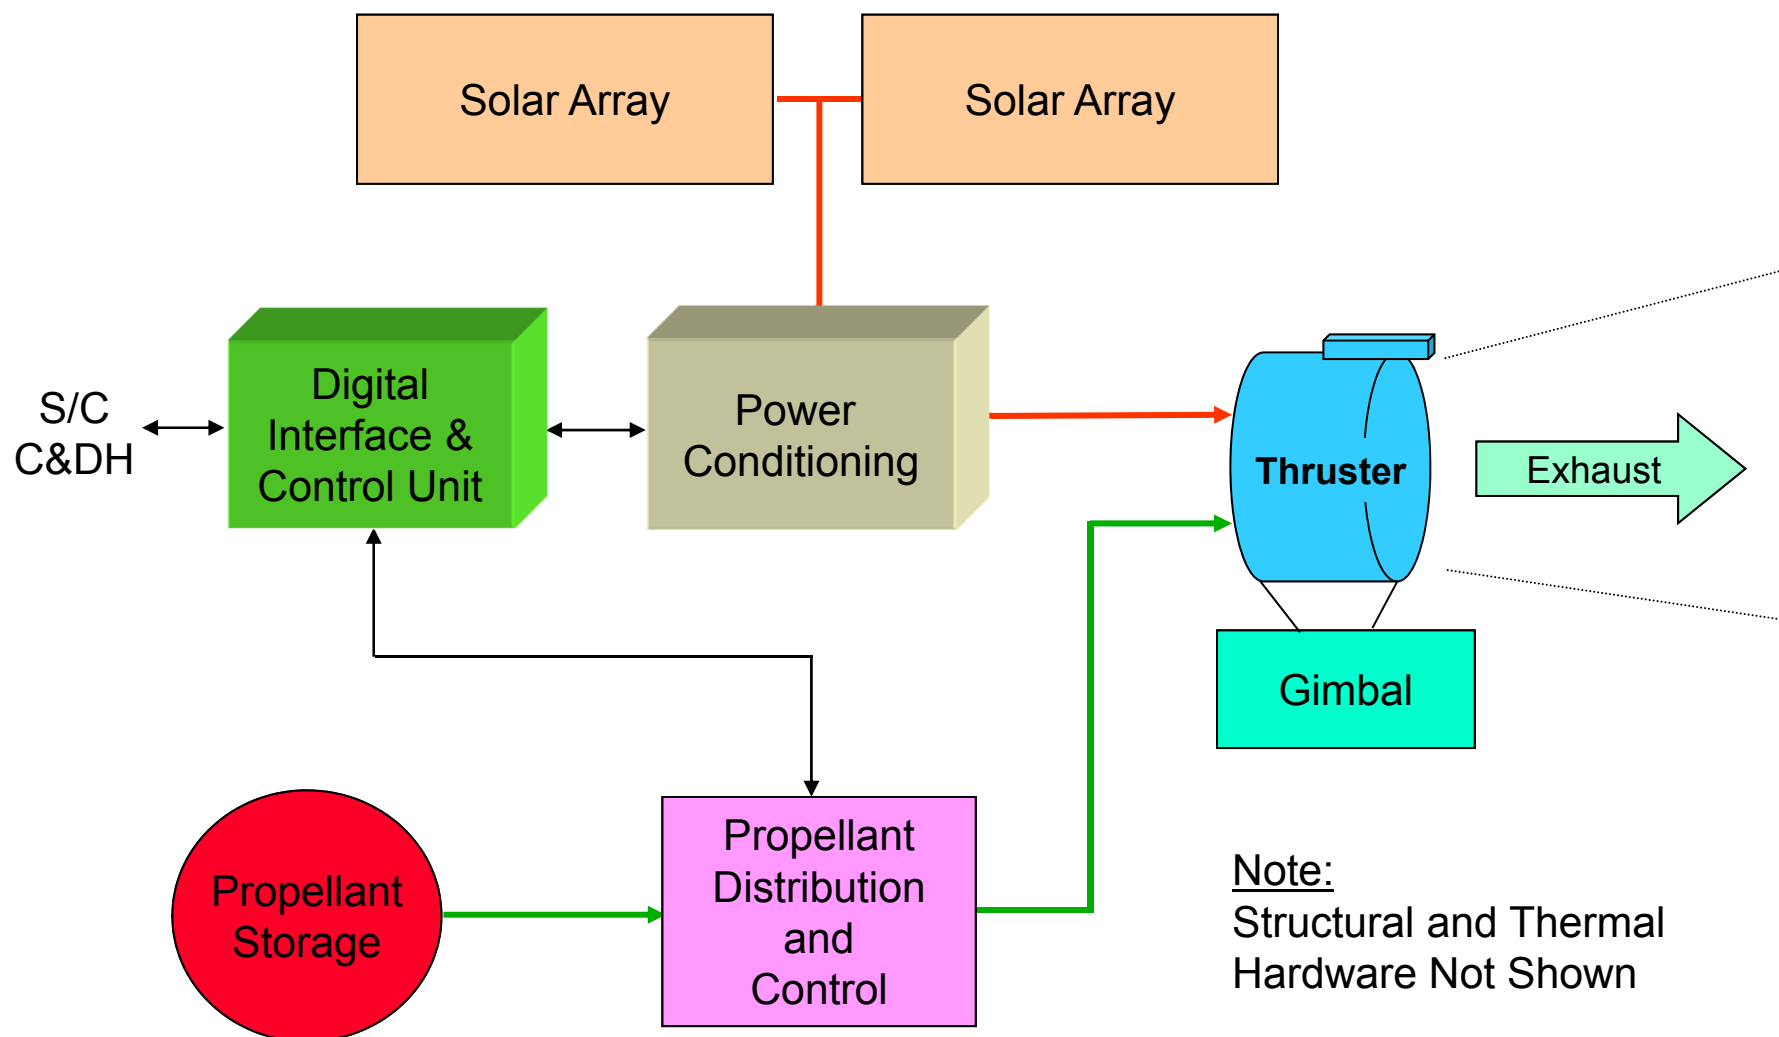 Solar Array
Solar Array
S/C
C&DH
Digital
Interface &
Control Unit
Power
Conditioning
Thruster
Exhaust
Gimbal
Propellant
Storage
Propellant
Distribution
and
Control
Note:
Structural and Thermal
Hardware Not Shown